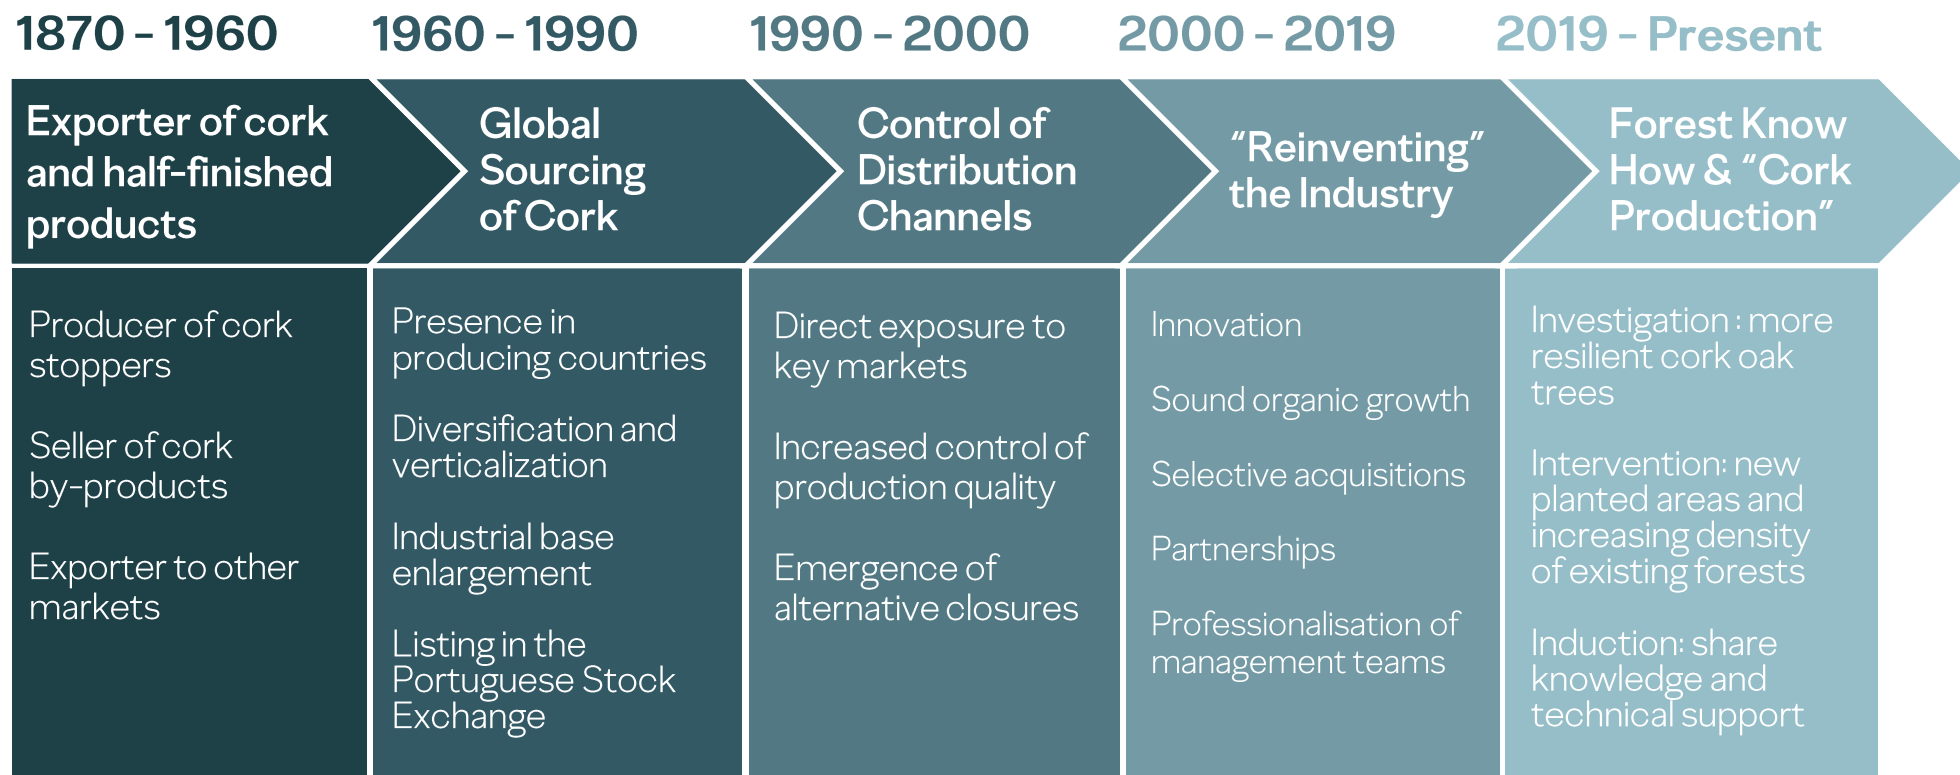 1870 – 1960
1960 – 1990
1990 – 2000
2000 – 2019
2019 – Present
Exporter of cork
and half-finished
products
Global
Sourcing
of Cork
Control of
Distribution
Channels
“Reinventing”
the Industry
Forest Know
How & “Cork
Production”
Producer of cork
stoppers
Seller of cork
by-products
Exporter to other
markets
Presence in
producing countries
Diversification and
verticalization
Industrial base
enlargement
Listing in the
Portuguese Stock
Exchange
Direct exposure to
key markets
Increased control of
production quality
Emergence of
alternative closures
Innovation
Sound organic growth
Selective acquisitions
Partnerships
Professionalisation of
management teams
Investigation : more
resilient cork oak
trees
Intervention: new
planted areas and
increasing density
of existing forests
Induction: share
knowledge and
technical support